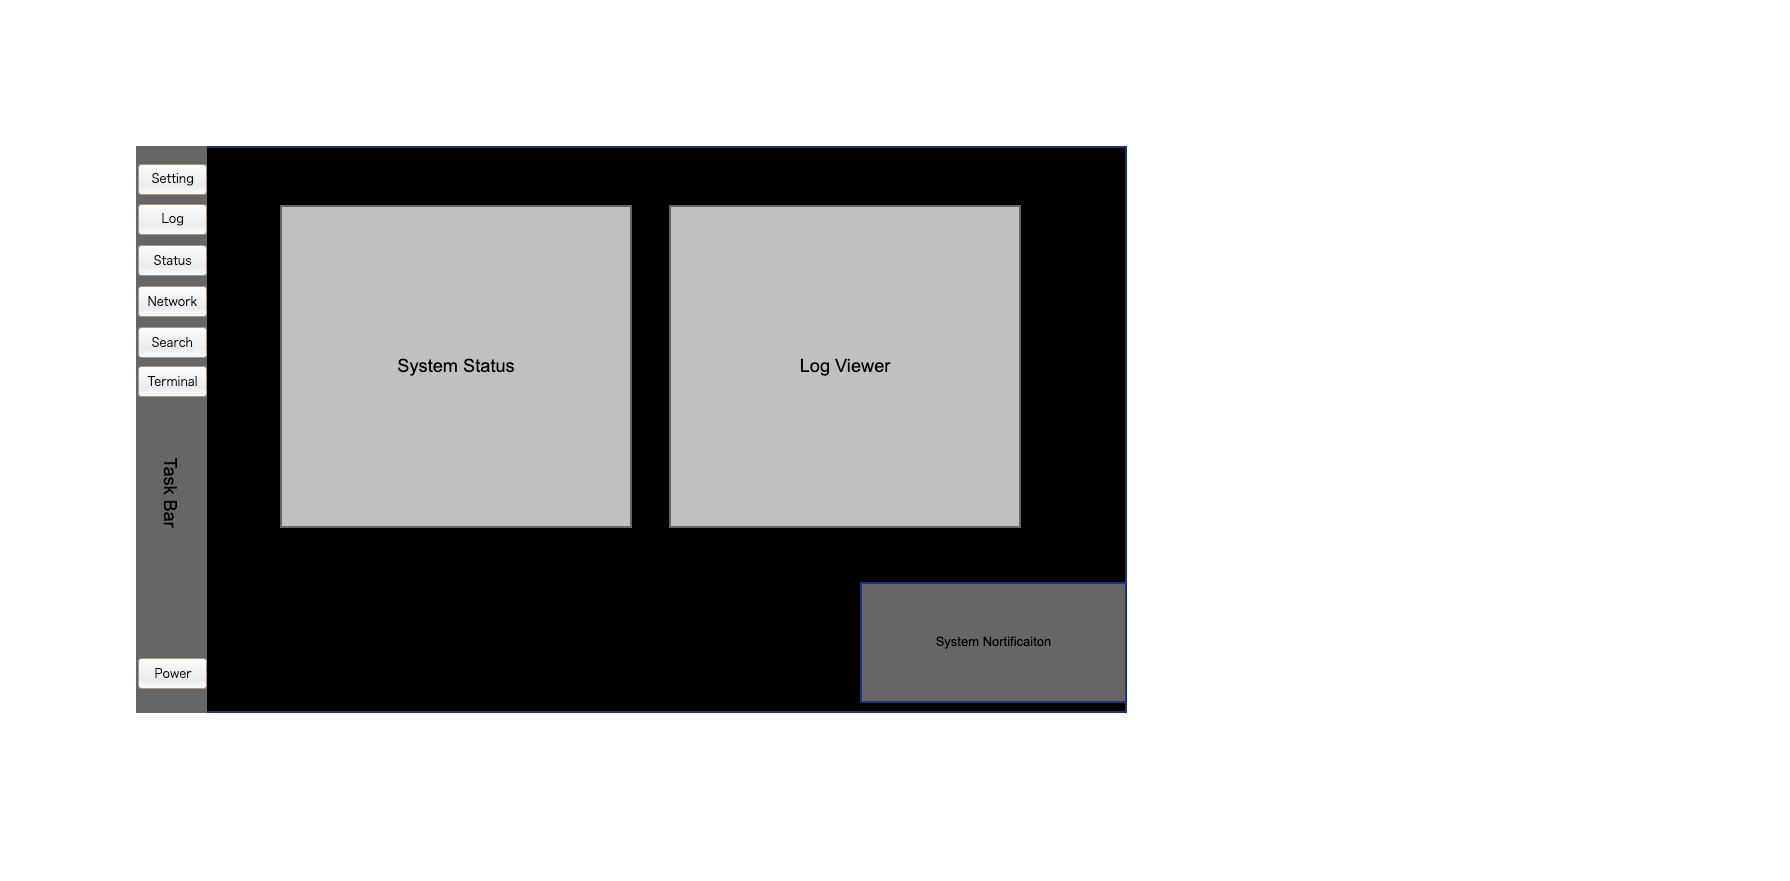 Setting
Log
Status
Network
Search
Terminal
Task Bar
Power
System Status
Log Viewer
System Nortificaiton